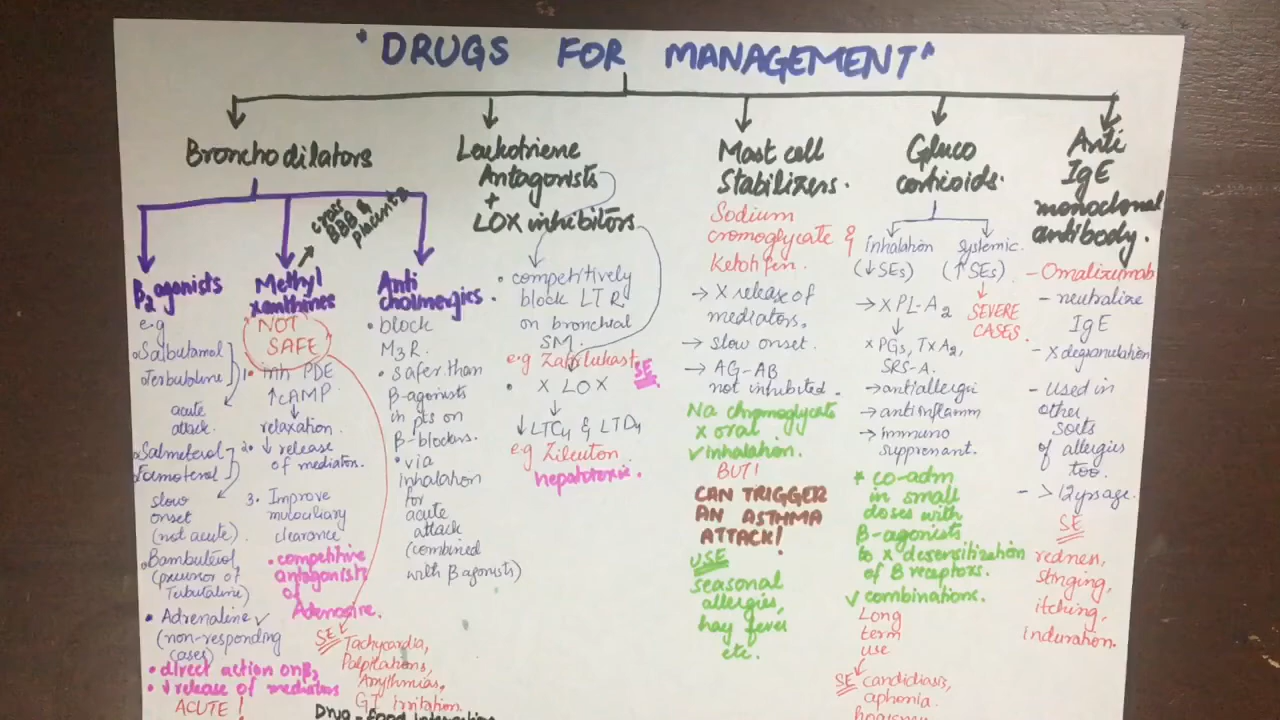 "DRUGS FOR MANAGEMENT"
Bronchodilators
cross
BBB &
placenta
β2 agonists
e.g
Salbutamol
Terbutaline
acute
attack.
Salmeterol
Formoterol
slow
onset
(not acute).
Bambuterol
(precursor of
Turbutaline)
• Adrenaline ✓
(non-responding
cases)
• direct action on β2
• ↓ release of mediators
ACUTE !
Methyl
xanthines
NOT
SAFE
1. inh PDE
↑cAMP
↓
relaxation.
2. ↓ release
of mediators.
3. Improve
mucociliary
clearance
• competitive
antagonists
of
Adenosine.
SE
Tachycardia,
Palpitations,
Arrythmias,
GI irritation.
Anti
cholinergics.
• block
M3R.
• safer than
β-agonists
in pts on
β-blockers.
• via
inhalation
for
acute
attack
(combined
with β agonists)
Leukotriene
Antagonists
+
LOX inhibitors
• competitively
block LTR
on bronchial
SM.
e.g Zafirlukast.
SE
• X LOX
↓
↓ LTC4 & LTD4
e.g Zileuton
hepatotoxic.
Mast cell
Stabilizers.
Sodium
cromoglycate &
Ketotifen.
→ X release of
mediators.
→ slow onset.
→ AG-AB
not inhibited.
Na chromoglycate
x oral
✓inhalation.
BUT!
CAN TRIGGER
AN ASTHMA
ATTACK!
USE
seasonal
allergies,
hay fever
etc.
Gluco
corticoids.
inhalation
(↓SEs)
systemic.
(↑SEs)
↓
SEVERE
CASES.
→X PL-A2
↓
x PGs, TxA2,
SRS-A.
→antiallergic
→antiinflamm
→immuno
supprenant.
* co-adm
in small
doses with
β-agonists
to x desensitization
of B receptors.
✓ combinations.
Long
term
use
↓
SE candidiasis,
aphonia,
Anti
IgE
monoclonal
antibody.
- Omalizumab
- neutralize
IgE
- x degranulation
- Used in
other
sorts
of allergies
too.
- >12yrs age.
SE
redness,
stinging,
itching,
induration.